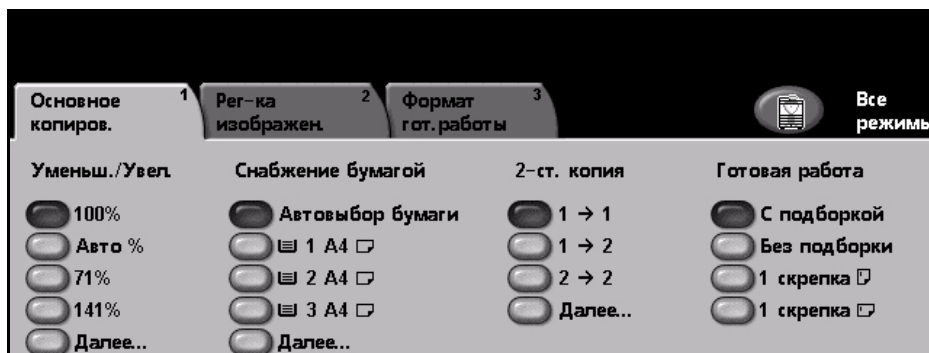 Основное 1
копиров.
Рег-ка 2
изображен.
Формат 3
гот. работы
Все
режимы
Уменьш./Увел.
100%
Авто %
71%
141%
Далее...
Снабжение бумагой
Автовыбор бумаги
1 A4
2 A4
3 A4
Далее...
2-ст. копия
1 → 1
1 → 2
2 → 2
Далее...
Готовая работа
С подборкой
Без подборки
1 скрепка
1 скрепка